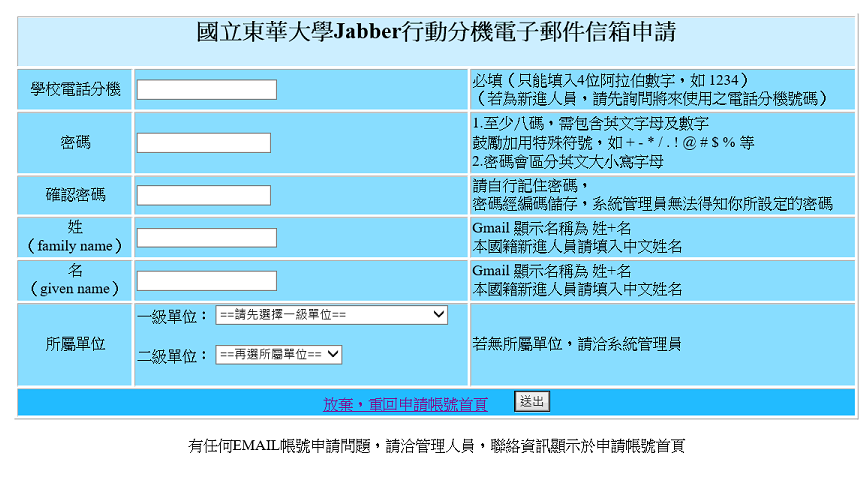 國立東華大學Jabber行動分機電子郵件信箱申請
學校電話分機
必填（只能填入4位阿拉伯數字，如 1234）
（若為新進人員，請先詢問將來使用之電話分機號碼）
密碼
1.至少八碼，需包含英文字母及數字
鼓勵加用特殊符號，如 + - * / . ! @ # $ % 等
2.密碼會區分英文大小寫字母
確認密碼
請自行記住密碼，
密碼經編碼儲存，系統管理員無法得知你所設定的密碼
姓
（family name）
Gmail 顯示名稱為 姓+名
本國籍新進人員請填入中文姓名
名
（given name）
Gmail 顯示名稱為 姓+名
本國籍新進人員請填入中文姓名
所屬單位
一級單位： ==請先選擇一級單位==
二級單位： ==再選所屬單位==
若無所屬單位，請洽系統管理員
放棄，重回申請帳號首頁 送出
有任何EMAIL帳號申請問題，請洽管理人員，聯絡資訊顯示於申請帳號首頁